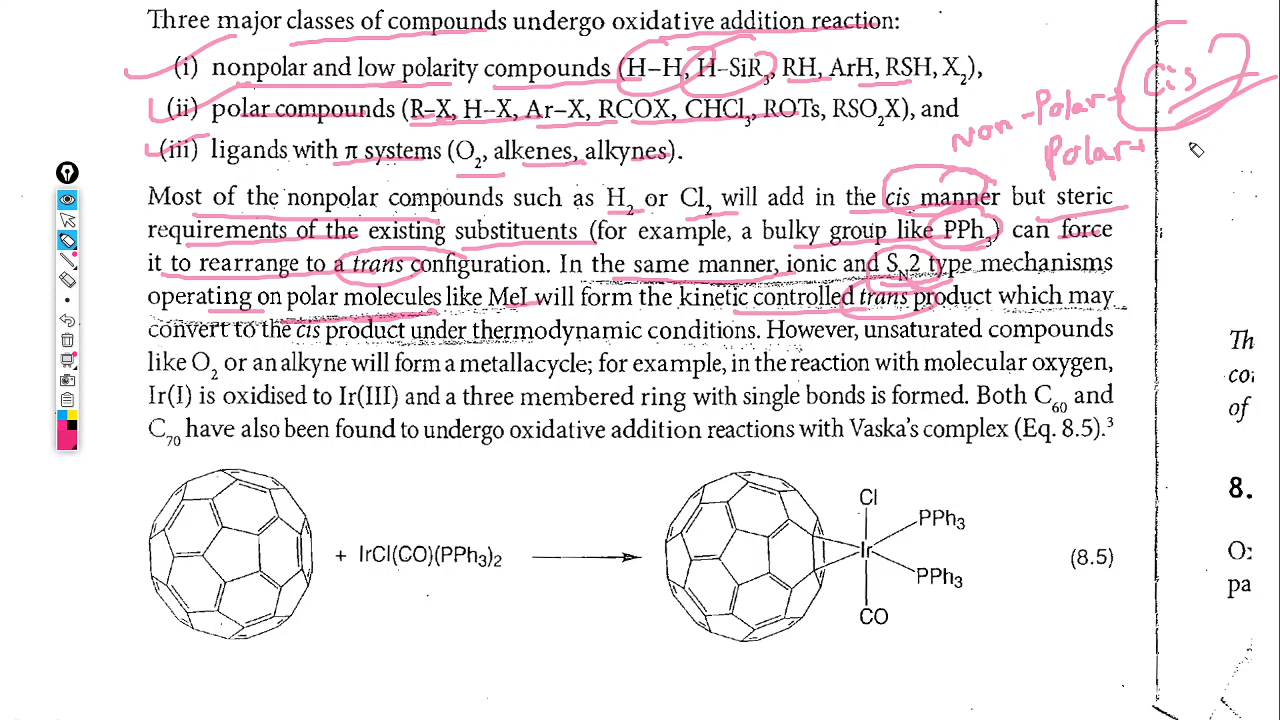 Three major classes of compounds undergo oxidative addition reaction:
(i) nonpolar and low polarity compounds (H–H, H–SiR₃, RH, ArH, RSH, X₂),
(ii) polar compounds (R–X, H–X, Ar–X, RCOX, CHCl₃, ROTs, RSO₂X), and
(iii) ligands with π systems (O₂, alkenes, alkynes).
Non-Polar→ cis
Polar→
Most of the nonpolar compounds such as H₂ or Cl₂ will add in the cis manner but steric
requirements of the existing substituents (for example, a bulky group like PPh₃) can force
it to rearrange to a trans configuration. In the same manner, ionic and S_N2 type mechanisms
operating on polar molecules like MeI will form the kinetic controlled trans product which may
convert to the cis product under thermodynamic conditions. However, unsaturated compounds
like O₂ or an alkyne will form a metallacycle; for example, in the reaction with molecular oxygen,
Ir(I) is oxidised to Ir(III) and a three membered ring with single bonds is formed. Both C₆₀ and
C₇₀ have also been found to undergo oxidative addition reactions with Vaska's complex (Eq. 8.5).³
Th
of
8.
pa
Cl
PPh₃
+ IrCl(CO)(PPh₃)₂
Ir
(8.5)
PPh₃
CO